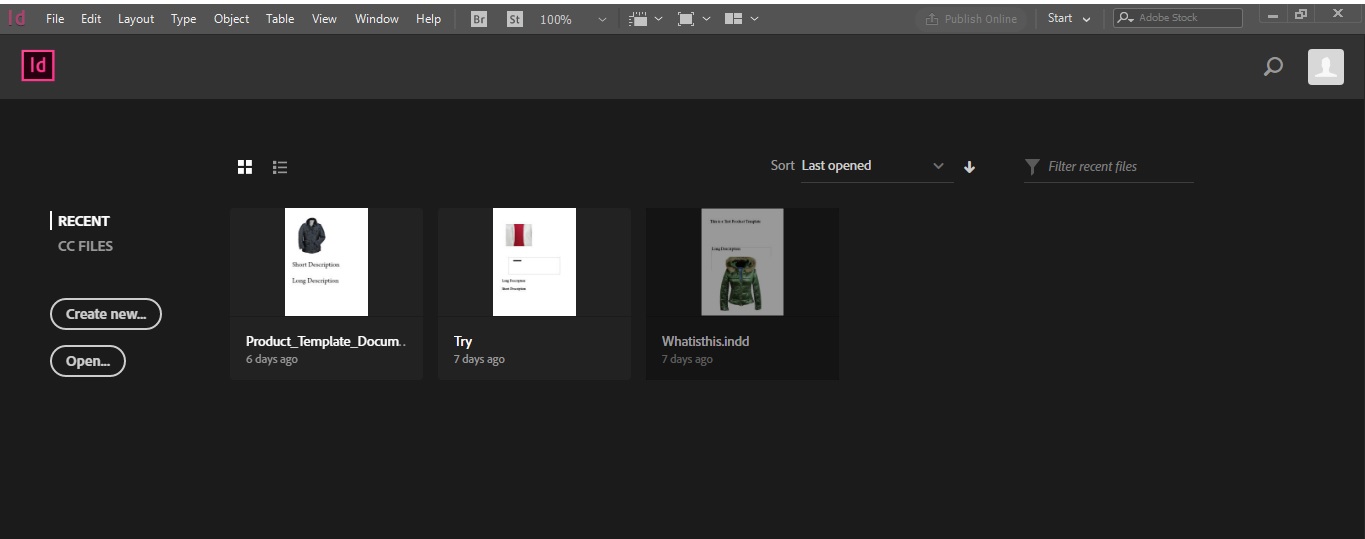 Id File Edit Layout Type Object Table View Window Help Br St 100% Publish Online Start Adobe Stock
Id
Sort Last opened Filter recent files
RECENT
CC FILES
Create new...
Open...
Short Description
Long Description
Product_Template_Docum..
6 days ago
Long Description
Short Description
Try
7 days ago
This is a Test Product Template
Long Description
Whatisthis.indd
7 days ago